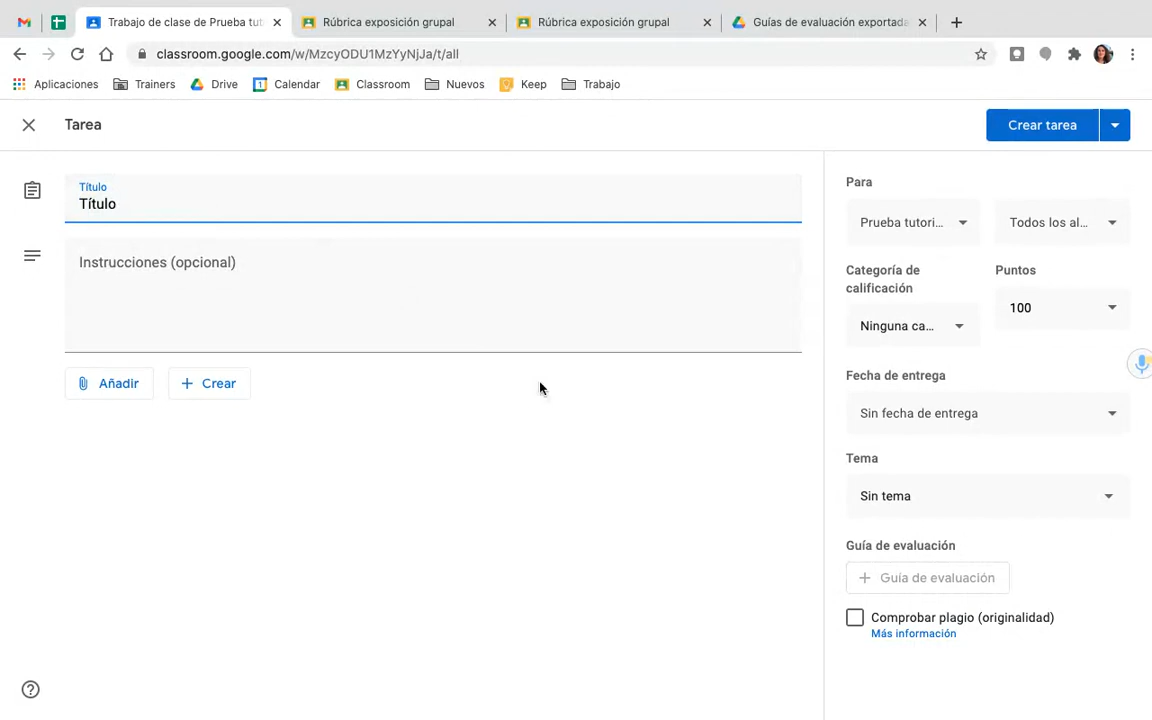 Trabajo de clase de Prueba tut
Rúbrica exposición grupal
Rúbrica exposición grupal
Guías de evaluación exportada
classroom.google.com/w/MzcyODU1MzYyNjJa/t/all
Aplicaciones
Trainers
Drive
Calendar
Classroom
Nuevos
Keep
Trabajo
Tarea
Crear tarea
Título
Título
Instrucciones (opcional)
Añadir
Crear
Para
Prueba tutori...
Todos los al...
Categoría de
calificación
Puntos
Ninguna ca...
100
Fecha de entrega
Sin fecha de entrega
Tema
Sin tema
Guía de evaluación
+ Guía de evaluación
Comprobar plagio (originalidad)
Más información